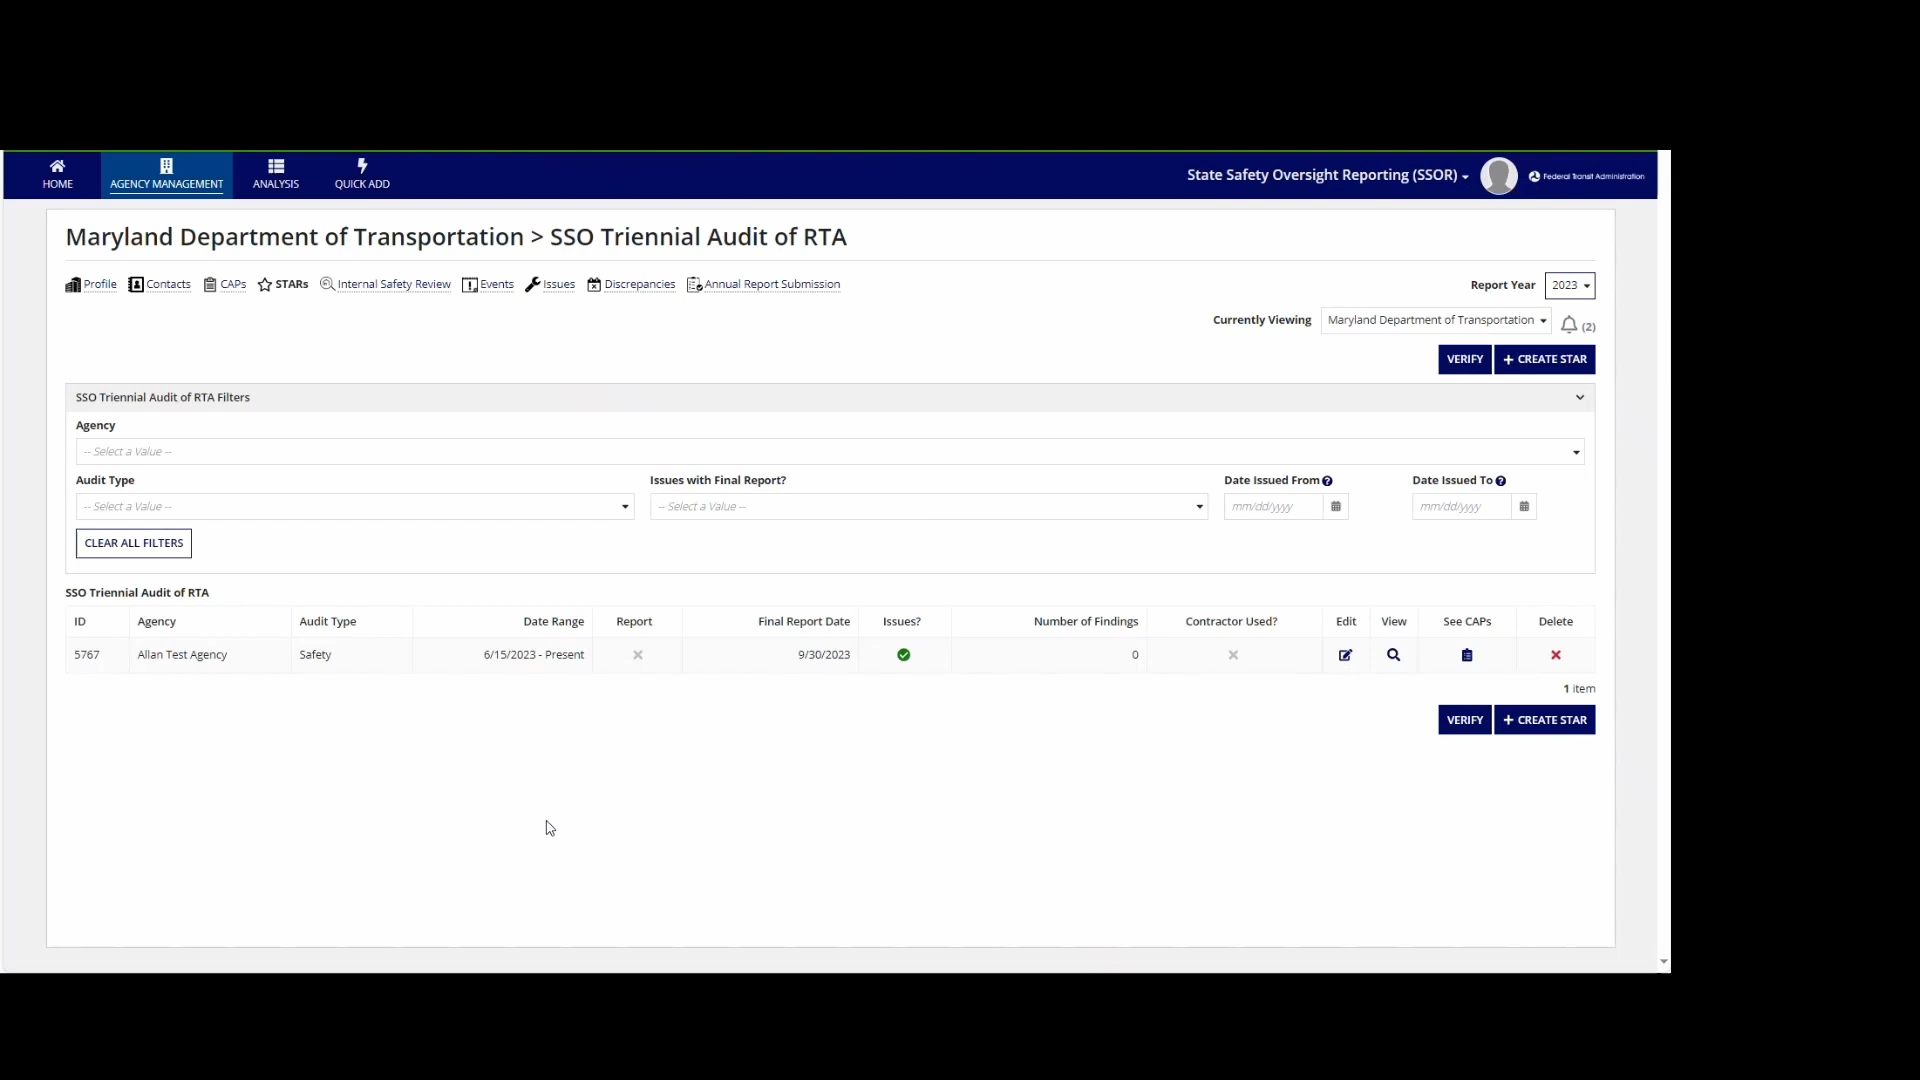 HOME
AGENCY MANAGEMENT
ANALYSIS
QUICK ADD
State Safety Oversight Reporting (SSOR)
Federal Transit Administration
Maryland Department of Transportation > SSO Triennial Audit of RTA
Profile Contacts CAPs STARs Internal Safety Review Events Issues Discrepancies Annual Report Submission
Report Year 2023
Currently Viewing Maryland Department of Transportation (2)
VERIFY + CREATE STAR
SSO Triennial Audit of RTA Filters
Agency
-- Select a Value --
Audit Type Issues with Final Report? Date Issued From ? Date Issued To ?
-- Select a Value -- -- Select a Value -- mm/dd/yyyy mm/dd/yyyy
CLEAR ALL FILTERS
SSO Triennial Audit of RTA
ID Agency Audit Type Date Range Report Final Report Date Issues? Number of Findings Contractor Used? Edit View See CAPs Delete
5767 Allan Test Agency Safety 6/15/2023 - Present 9/30/2023 0
1 item
VERIFY + CREATE STAR